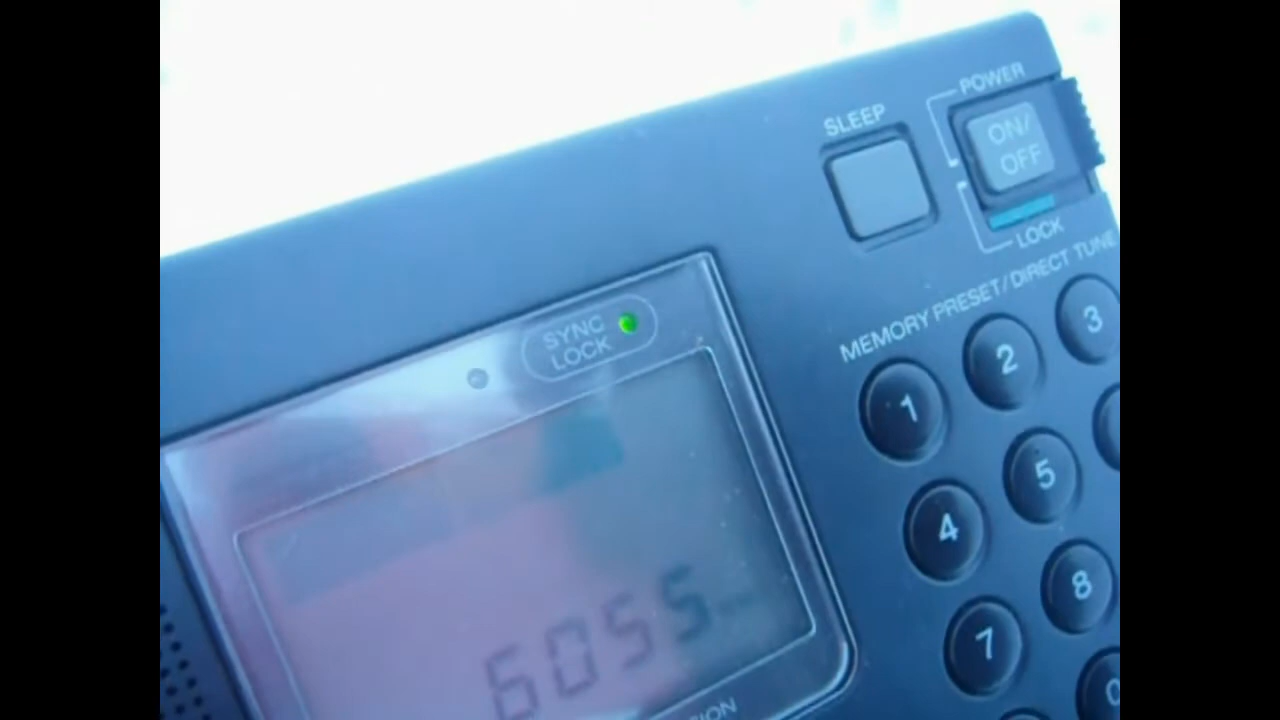 POWER
SLEEP
ON/
OFF
LOCK
MEMORY PRESET/DIRECT TUNE
SYNC
LOCK
1
2
3
4
5
7
8
0
6055